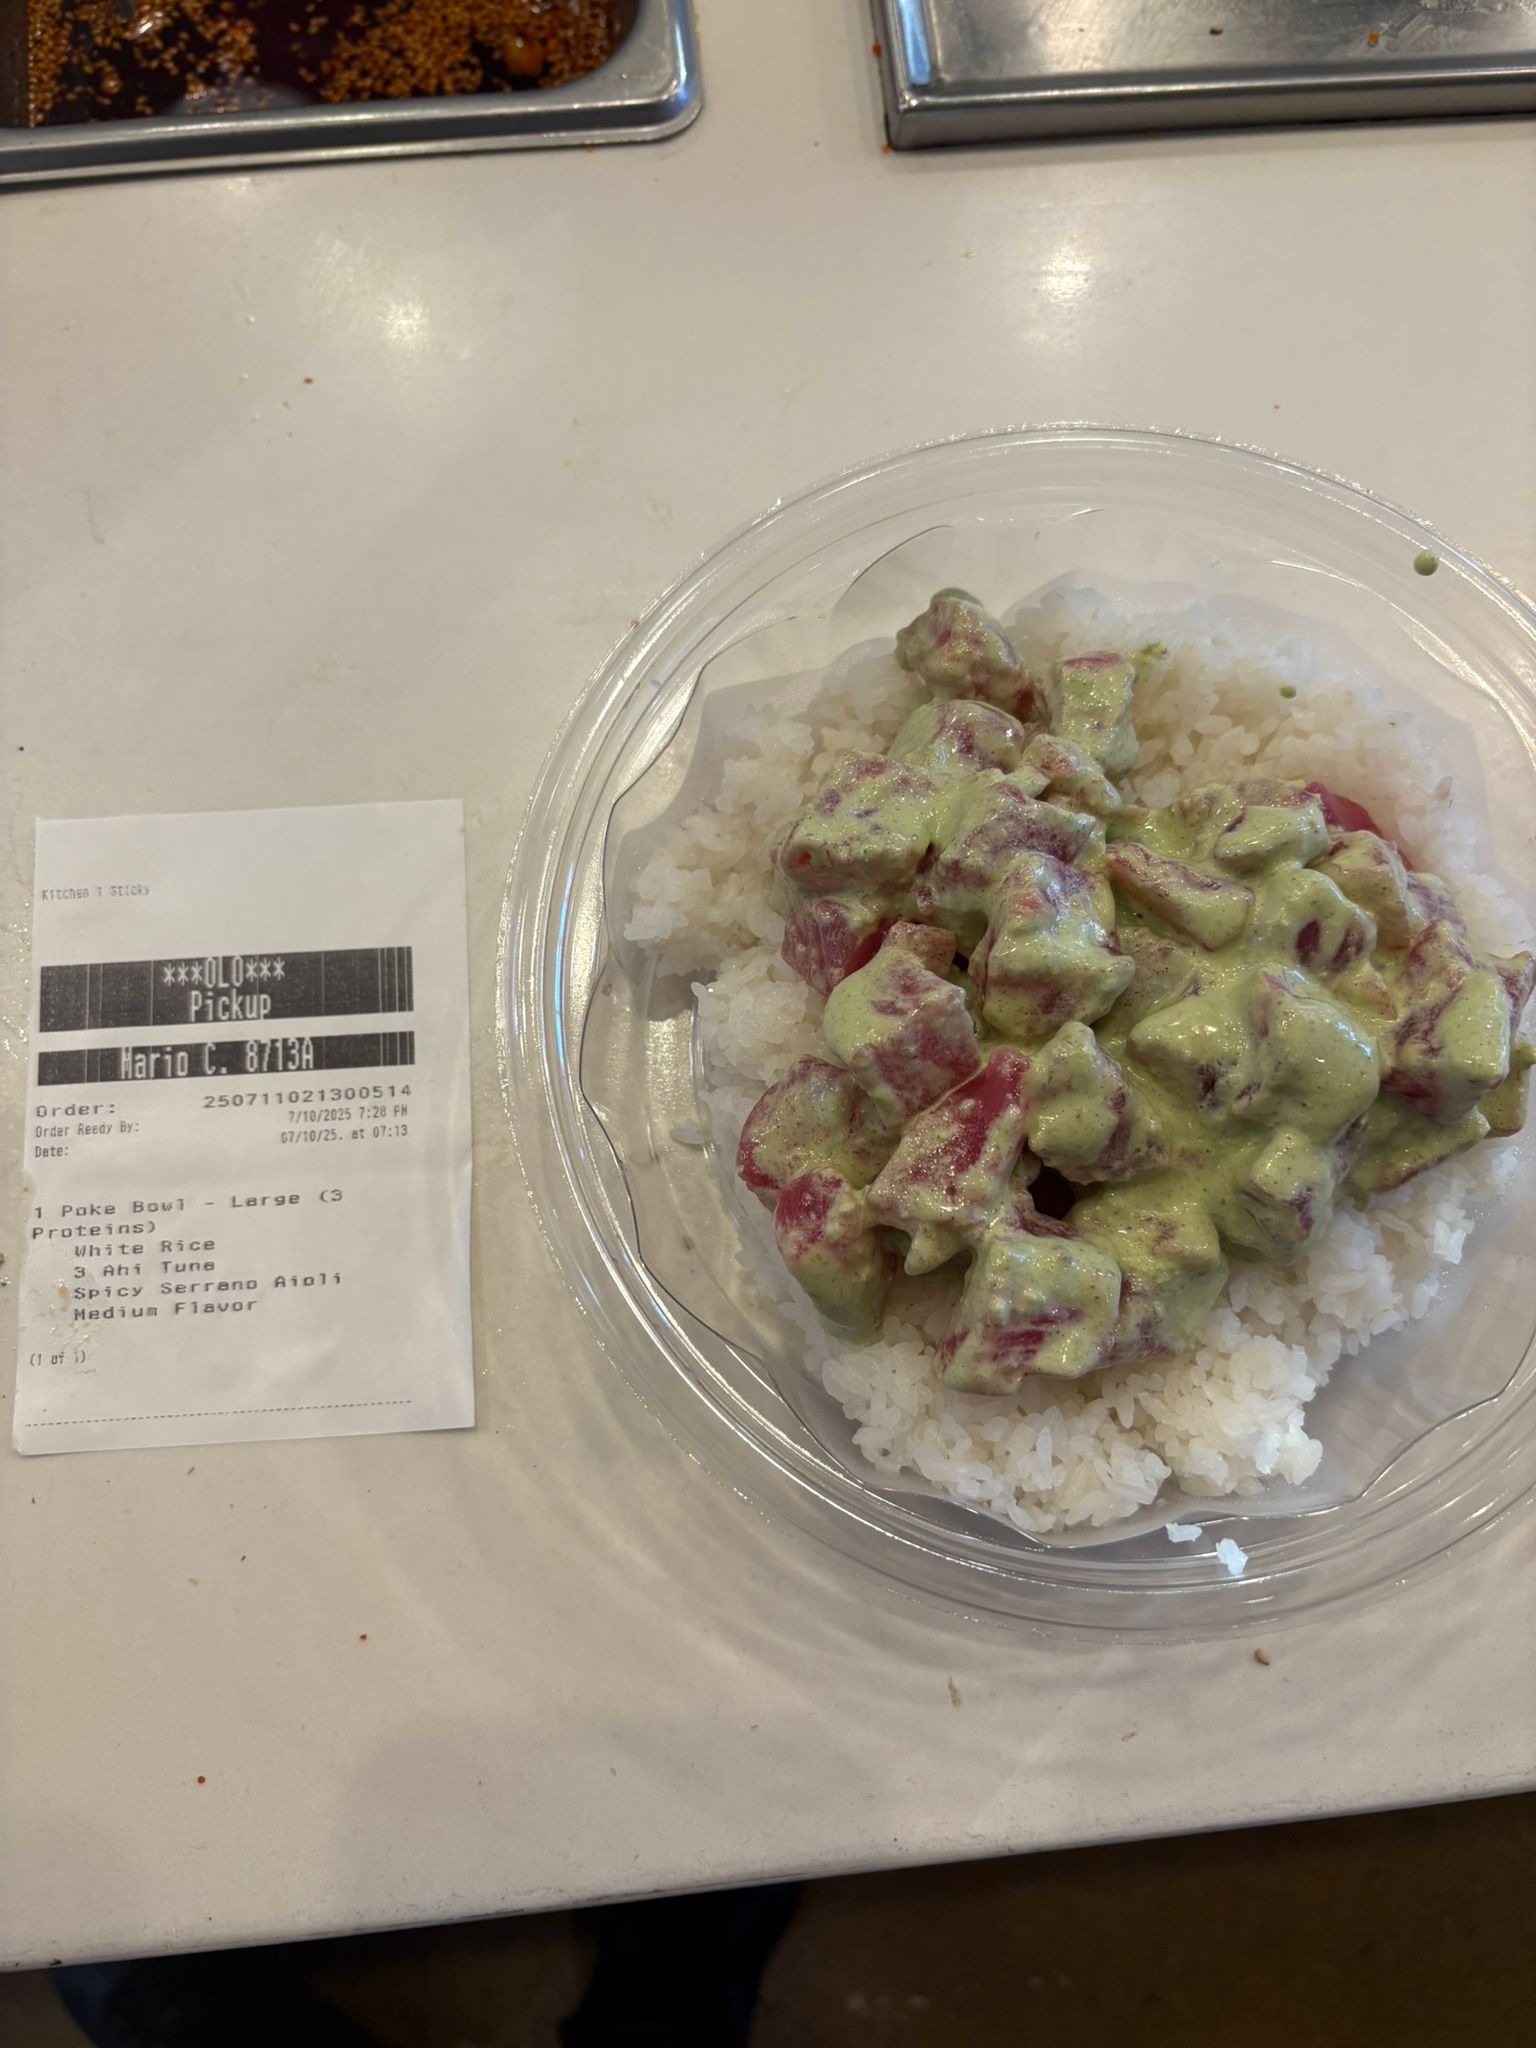 Kitchen 1 Sticky
***OLO***
Pickup
Mario C. 8713A
Order: 250711021300514
7/10/2025 7:28 PM
Order Ready By: 07/10/25. at 07:13
Date:
1 Poke Bowl - Large (3
Proteins)
White Rice
3 Ahi Tuna
Spicy Serrano Aioli
Medium Flavor
(1 of 1)